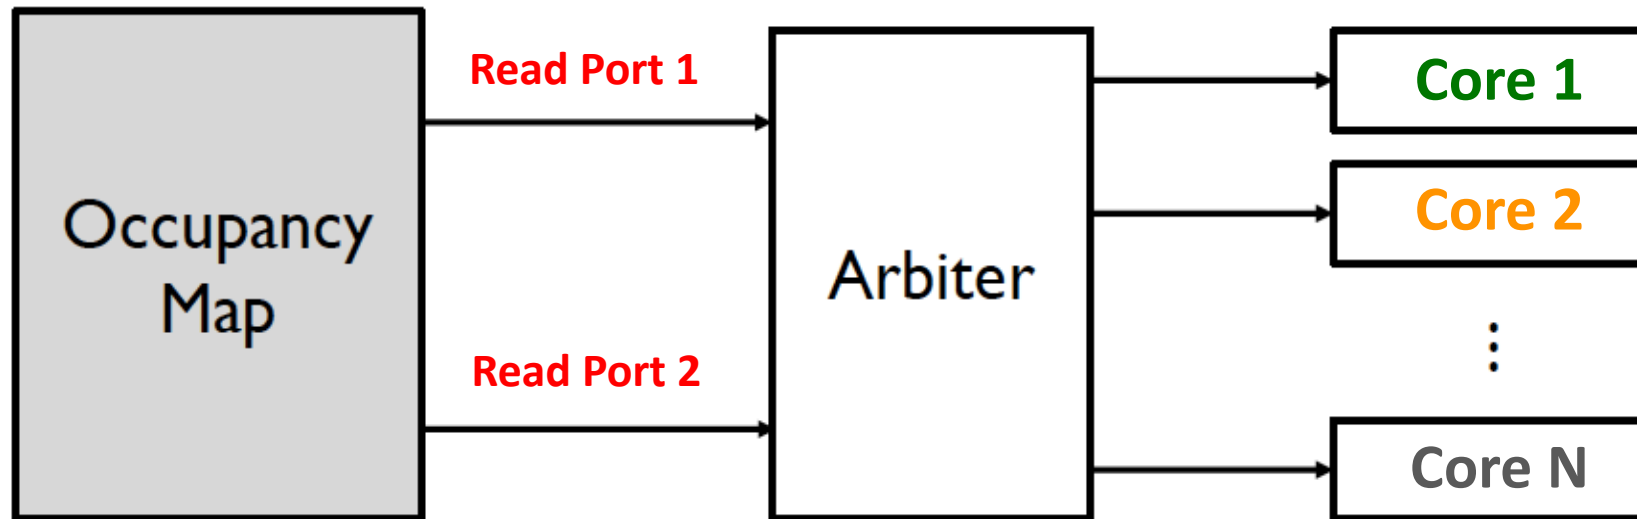 Occupancy
Map
Read Port 1
Read Port 2
Arbiter
Core 1
Core 2
⋮
Core N